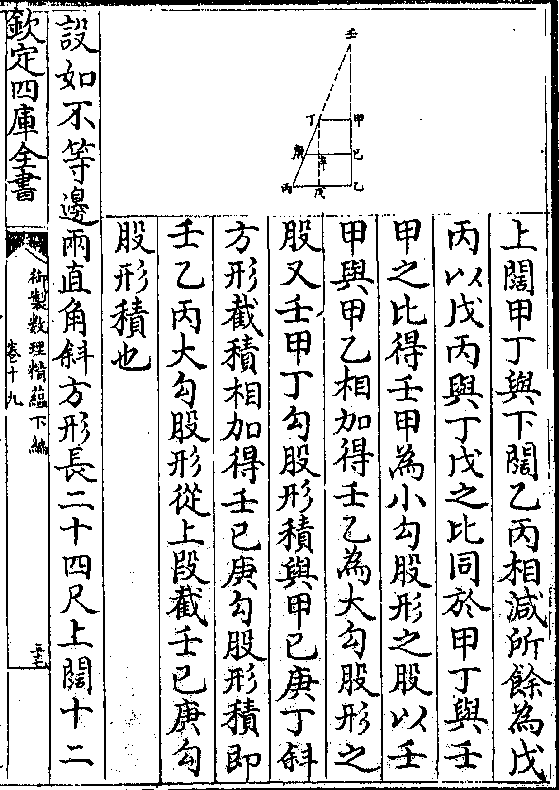 壬
丁 甲
庚 辛 己
丙 戊 乙
上闊甲丁與下闊乙丙相減所餘為戊
丙以戊丙與丁戊之比同於甲丁與壬
甲之比得壬甲為小勾股形之股以壬
甲與甲乙相加得壬乙為大勾股形之
股又壬甲丁勾股形積與甲已庚丁斜
方形截積相加得壬已庚勾股形積即
壬乙丙大勾股形從上段截壬已庚勾
股形積也
設如不等邊兩直角斜方形長二十四尺上闊十二
欽定四庫全書
御製數理精蘊下編
卷十九